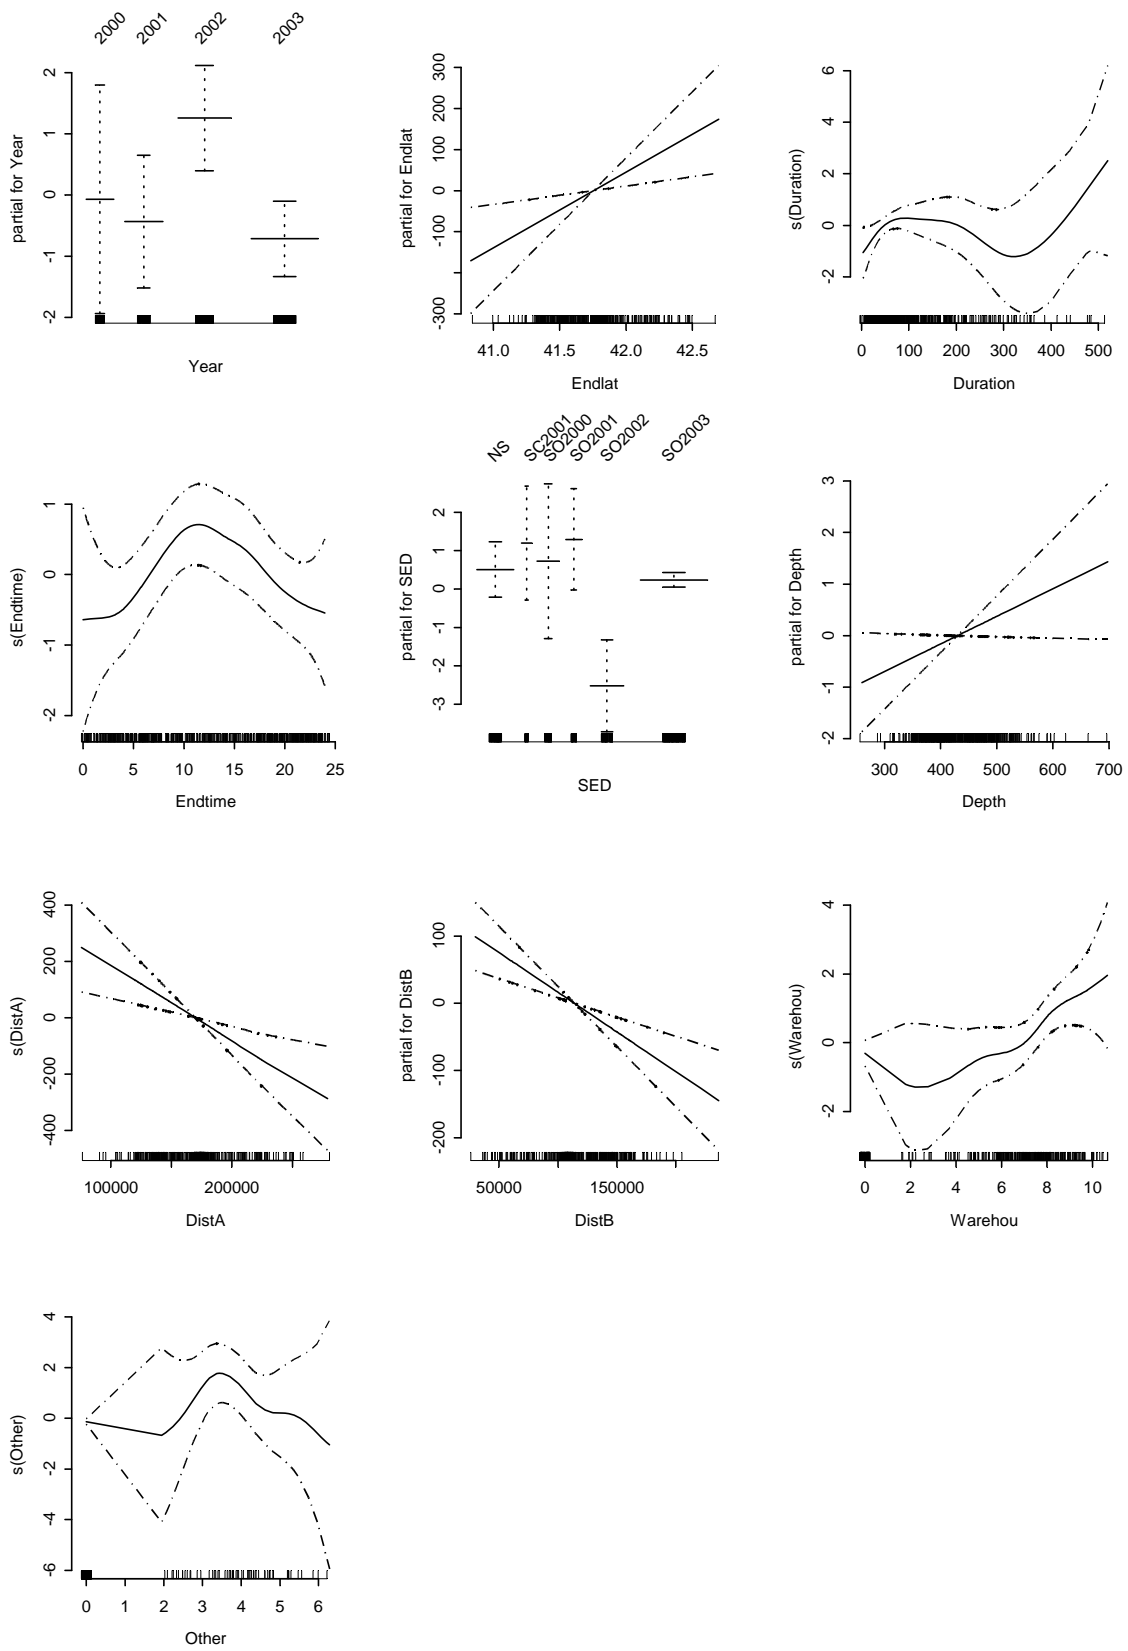 2000 2001 2002 2003
partial for Year
2
1
0
-1
-2
Year
partial for Endlat
300
200
100
0
-100
-300
41.0 41.5 42.0 42.5
Endlat
s(Duration)
6
4
2
0
-2
0 100 200 300 400 500
Duration
s(Endtime)
1
0
-1
-2
0 5 10 15 20 25
Endtime
NS SC2001 SO2000 SO2001 SO2002 SO2003
partial for SED
2
1
0
-1
-2
-3
SED
partial for Depth
3
2
1
0
-1
-2
300 400 500 600 700
Depth
s(DistA)
400
200
0
-200
-400
100000 200000
DistA
partial for DistB
100
0
-100
-200
50000 150000
DistB
s(Warehou)
4
2
0
-2
0 2 4 6 8 10
Warehou
s(Other)
4
2
0
-2
-4
-6
0 1 2 3 4 5 6
Other